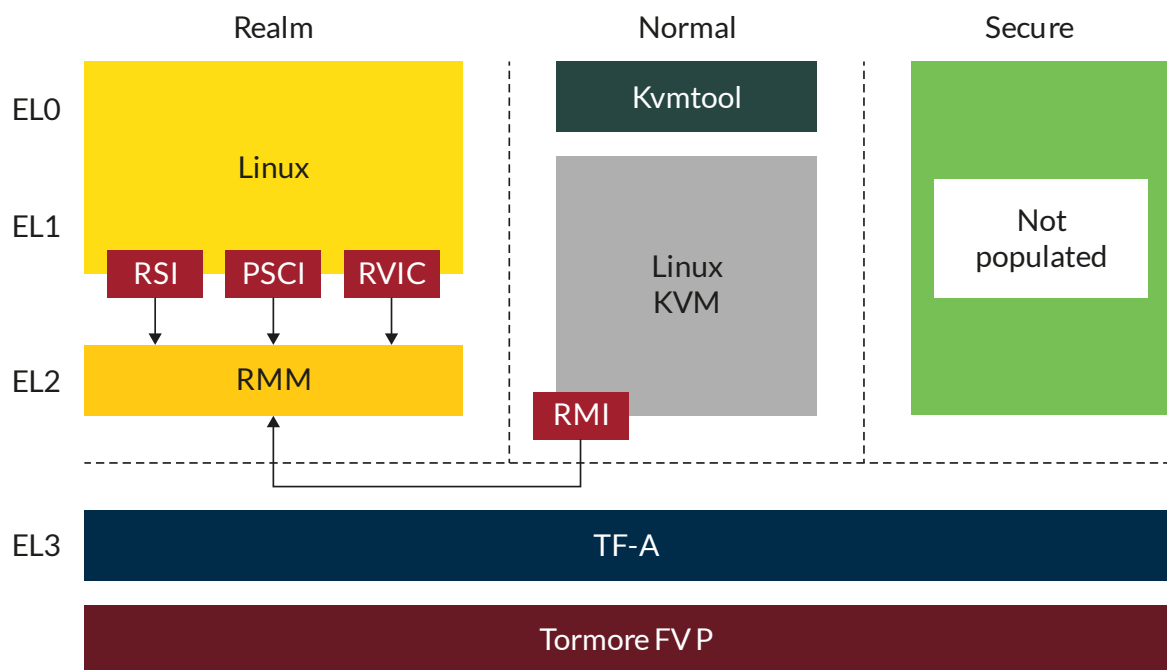 Realm
Normal
Secure
EL0
Kvmtool
Linux
EL1
Not
populated
RSI
PSCI
RVIC
Linux
KVM
EL2
RMM
RMI
EL3
TF-A
Tormore FVP